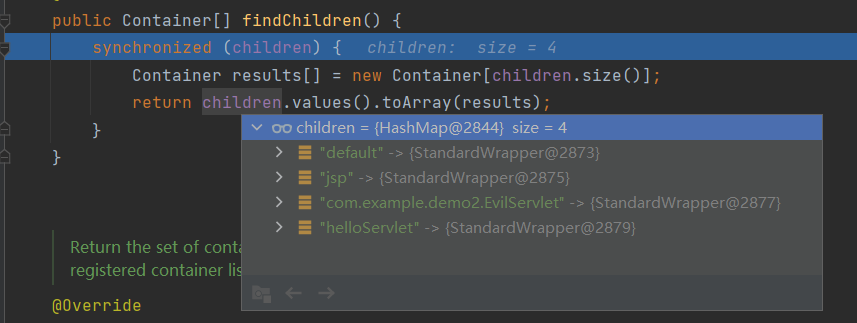 public Container[] findChildren() {
synchronized (children) { children: size = 4
Container results[] = new Container[children.size()];
return children.values().toArray(results);
}
}
children = {HashMap@2844} size = 4
"default" -> {StandardWrapper@2873}
"jsp" -> {StandardWrapper@2875}
"com.example.demo2.EvilServlet" -> {StandardWrapper@2877}
"helloServlet" -> {StandardWrapper@2879}
Return the set of conta
registered container lis
@Override